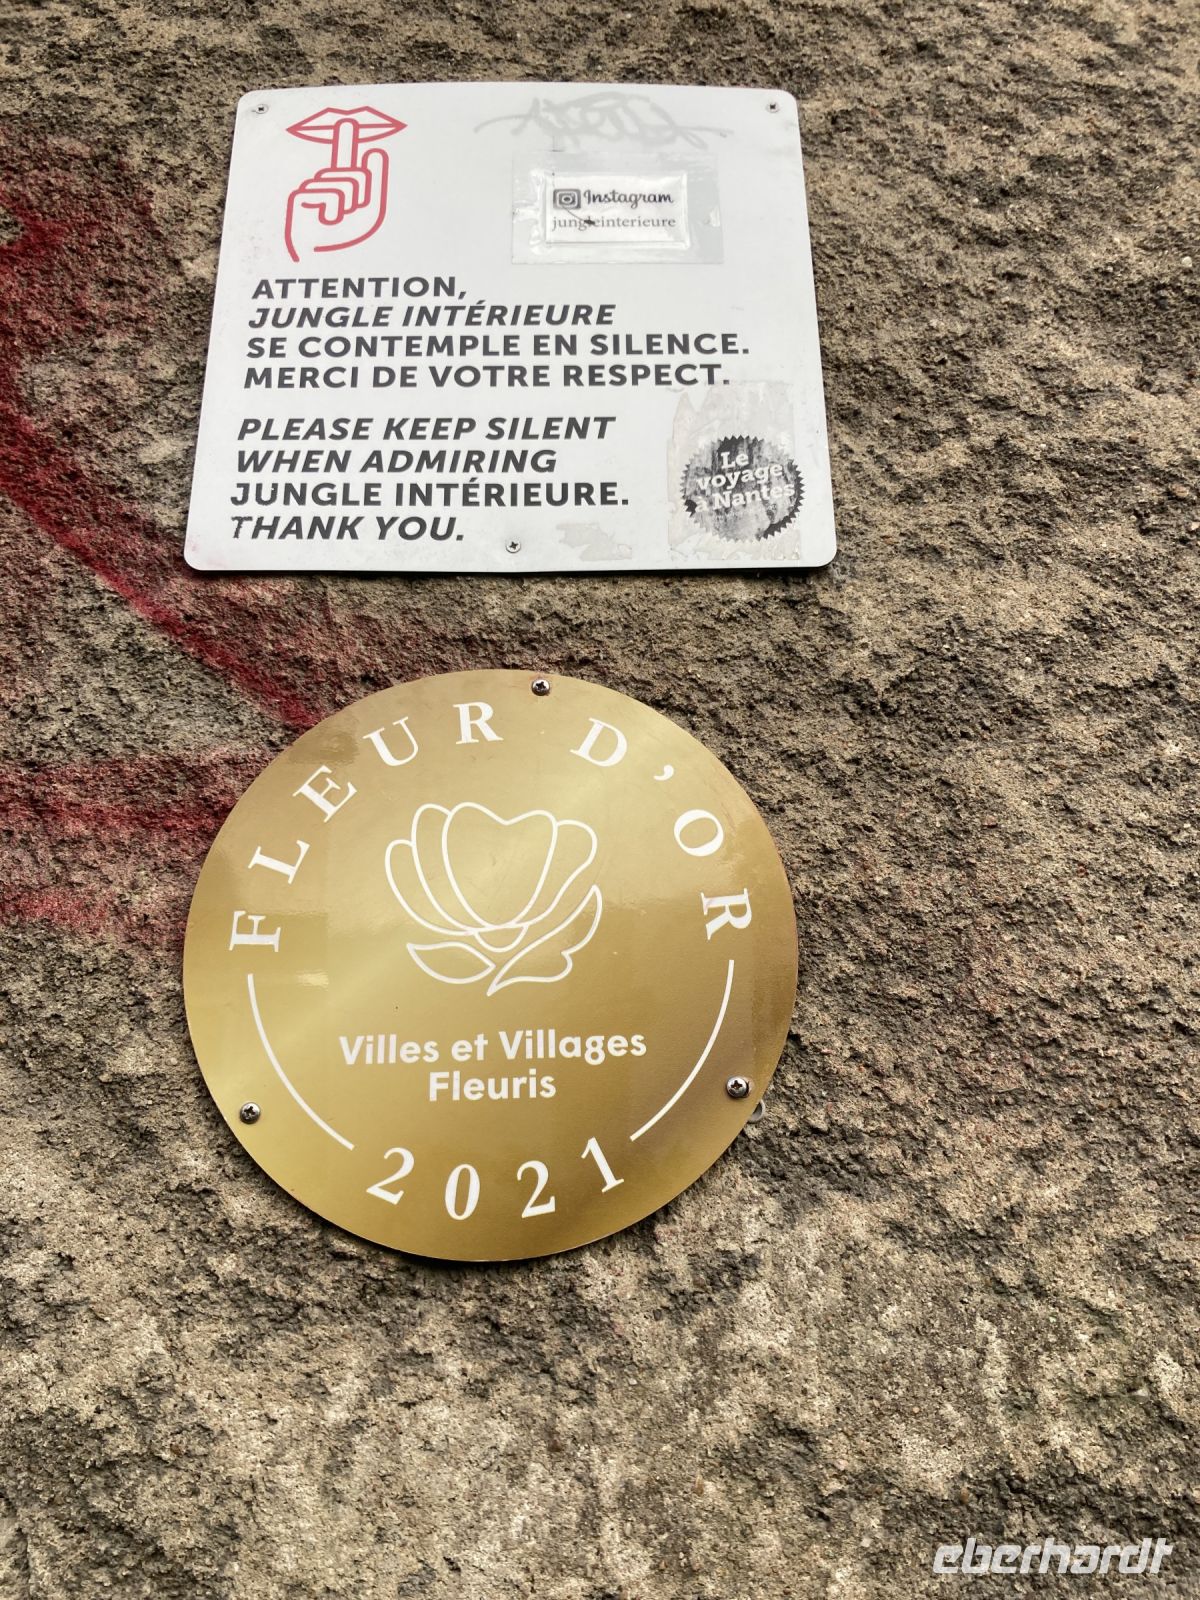 Instagram
jungleinterieure
ATTENTION,
JUNGLE INTÉRIEURE
SE CONTEMPLE EN SILENCE.
MERCI DE VOTRE RESPECT.
PLEASE KEEP SILENT
WHEN ADMIRING
JUNGLE INTÉRIEURE.
THANK YOU.
Le
voyage
à Nantes
FLEUR D'OR
Villes et Villages
Fleuris
2021
eberhardt